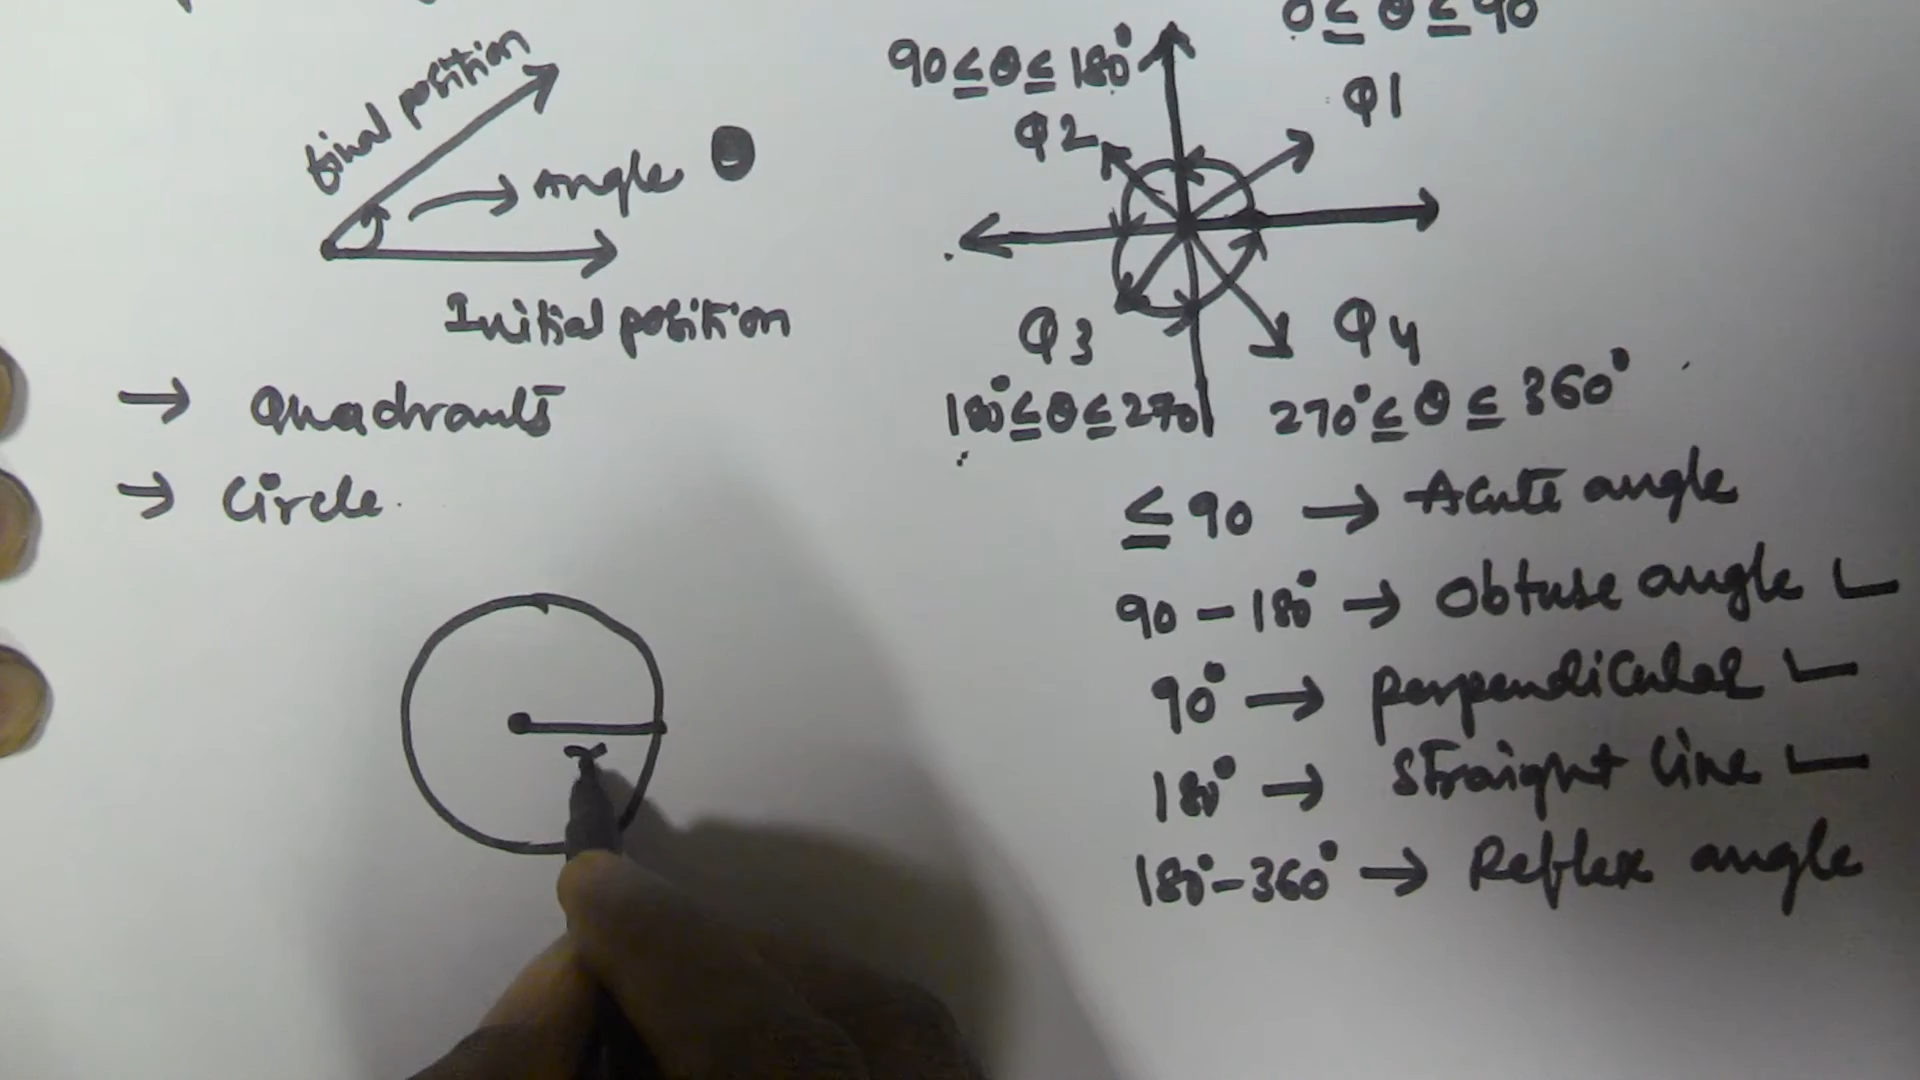 final position
Angle θ
Initial position
→ Quadrants
→ Circle.
r
0 ≤ θ ≤ 90
90 ≤ θ ≤ 180°
Q1
Q2
Q3
Q4
180° ≤ θ ≤ 270
270° ≤ θ ≤ 360°
≤ 90 → Acute angle
90 - 180° → Obtuse angle
90° → perpendicular
180° → Straight line
180° - 360° → Reflex angle